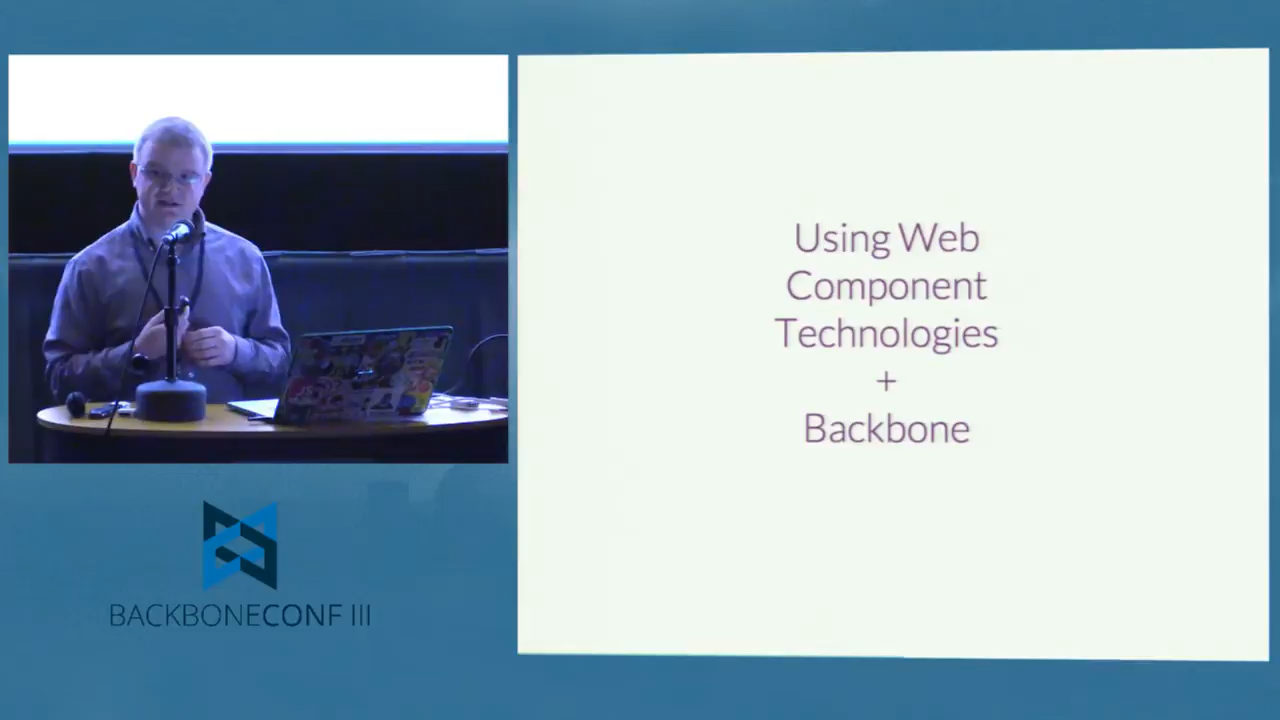 Using Web
Component
Technologies
+
Backbone
BACKBONECONF III